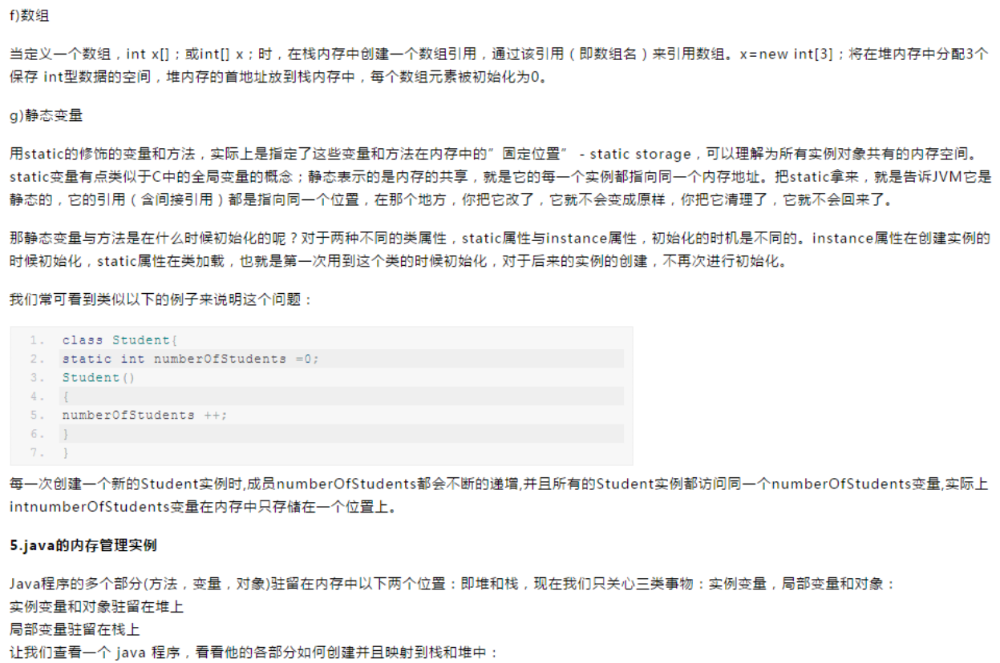 f)数组
当定义一个数组，int x[]；或int[] x；时，在栈内存中创建一个数组引用，通过该引用（即数组名）来引用数组。x=new int[3]；将在堆内存中分配3个
保存 int型数据的空间，堆内存的首地址放到栈内存中，每个数组元素被初始化为0。
g)静态变量
用static的修饰的变量和方法，实际上是指定了这些变量和方法在内存中的”固定位置” - static storage，可以理解为所有实例对象共有的内存空间。
static变量有点类似于C中的全局变量的概念；静态表示的是内存的共享，就是它的每一个实例都指向同一个内存地址。把static拿来，就是告诉JVM它是
静态的，它的引用（含间接引用）都是指向同一个位置，在那个地方，你把它改了，它就不会变成原样，你把它清理了，它就不会回来了。
那静态变量与方法是在什么时候初始化的呢？对于两种不同的类属性，static属性与instance属性，初始化的时机是不同的。instance属性在创建实例的
时候初始化，static属性在类加载，也就是第一次用到这个类的时候初始化，对于后来的实例的创建，不再次进行初始化。
我们常可看到类似以下的例子来说明这个问题：
1. class Student{
2. static int numberOfStudents =0;
3. Student()
4. {
5. numberOfStudents ++;
6. }
7. }
每一次创建一个新的Student实例时,成员numberOfStudents都会不断的递增,并且所有的Student实例都访问同一个numberOfStudents变量,实际上
intnumberOfStudents变量在内存中只存储在一个位置上。
5.java的内存管理实例
Java程序的多个部分(方法，变量，对象)驻留在内存中以下两个位置：即堆和栈，现在我们只关心三类事物：实例变量，局部变量和对象：
实例变量和对象驻留在堆上
局部变量驻留在栈上
让我们查看一个 java 程序，看看他的各部分如何创建并且映射到栈和堆中：